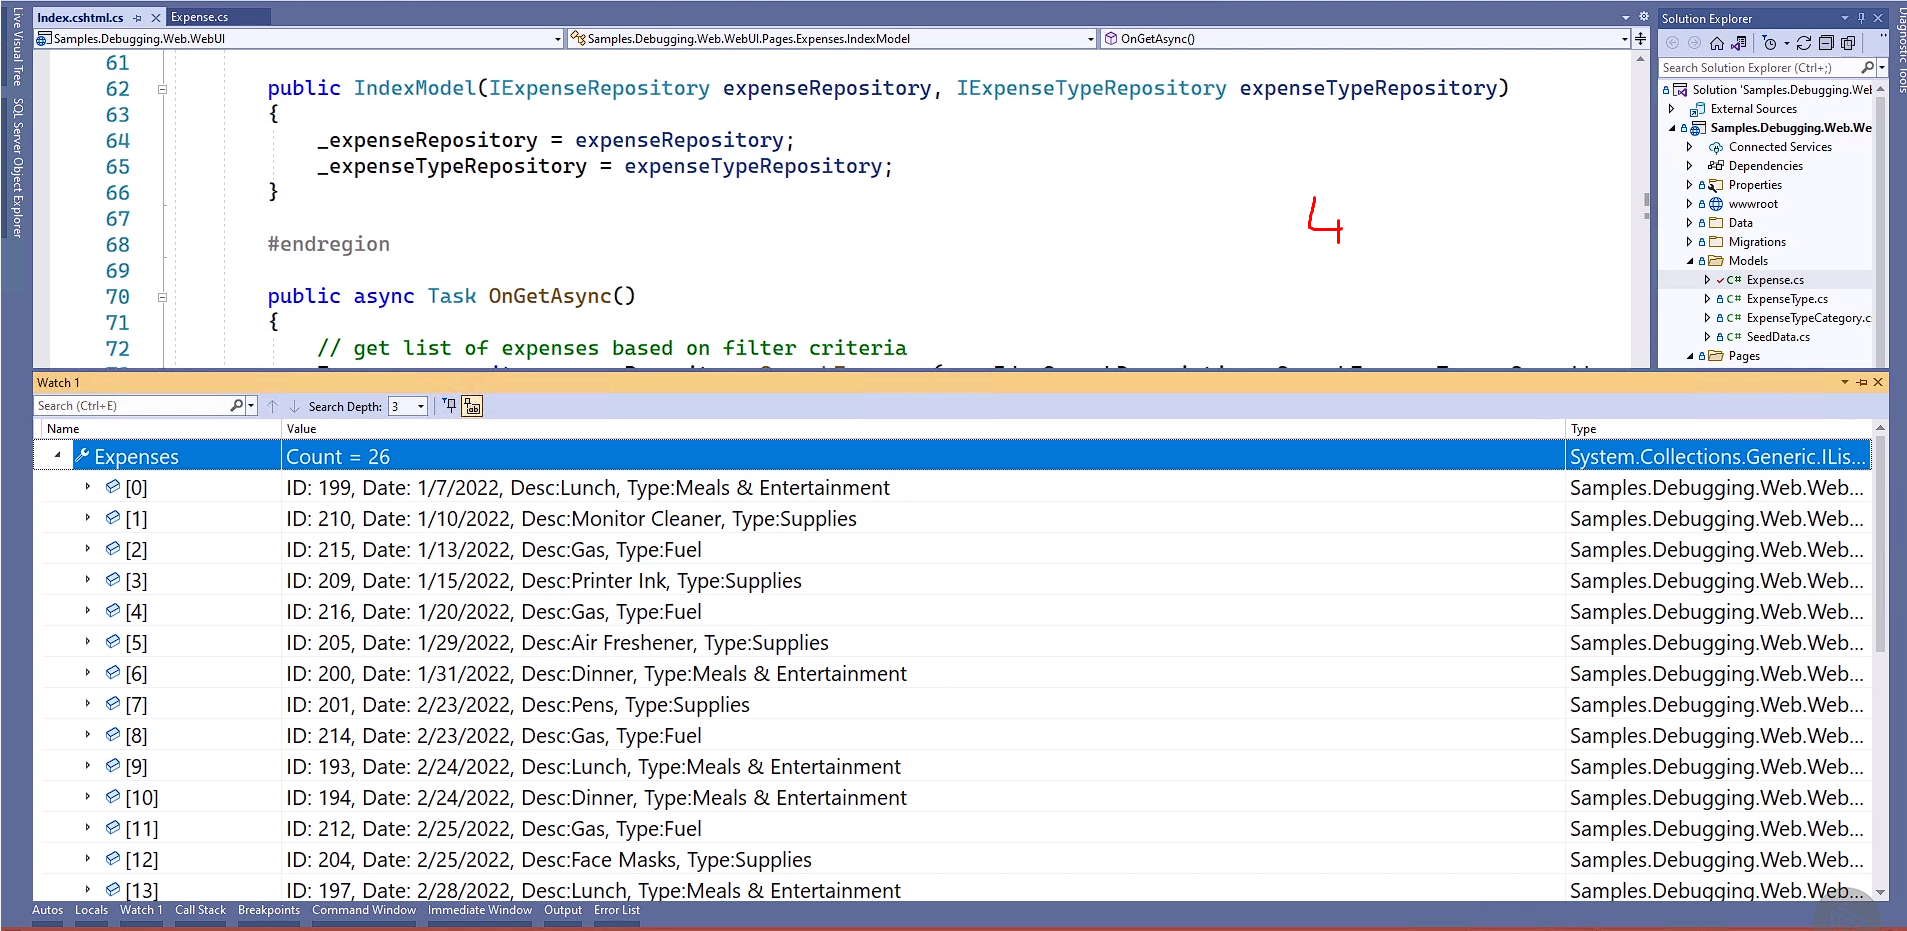 Index.cshtml.cs
Expense.cs
Samples.Debugging.Web.WebUI
Samples.Debugging.Web.WebUI.Pages.Expenses.IndexModel
OnGetAsync()
Live Visual Tree
SQL Server Object Explorer
61
62 public IndexModel(IExpenseRepository expenseRepository, IExpenseTypeRepository expenseTypeRepository)
63 {
64 _expenseRepository = expenseRepository;
65 _expenseTypeRepository = expenseTypeRepository;
66 }
67
68 #endregion
69
70 public async Task OnGetAsync()
71 {
72 // get list of expenses based on filter criteria
4
Solution Explorer
Search Solution Explorer (Ctrl+;)
Solution 'Samples.Debugging.Wel
External Sources
Samples.Debugging.Web.We
Connected Services
Dependencies
Properties
wwwroot
Data
Migrations
Models
C# Expense.cs
C# ExpenseType.cs
C# ExpenseTypeCategory.c
C# SeedData.cs
Pages
Diagnostic Tools
Watch 1
Search (Ctrl+E)
Search Depth: 3
Name Value Type
Expenses Count = 26 System.Collections.Generic.ILis...
[0] ID: 199, Date: 1/7/2022, Desc:Lunch, Type:Meals & Entertainment Samples.Debugging.Web.Web...
[1] ID: 210, Date: 1/10/2022, Desc:Monitor Cleaner, Type:Supplies Samples.Debugging.Web.Web...
[2] ID: 215, Date: 1/13/2022, Desc:Gas, Type:Fuel Samples.Debugging.Web.Web...
[3] ID: 209, Date: 1/15/2022, Desc:Printer Ink, Type:Supplies Samples.Debugging.Web.Web...
[4] ID: 216, Date: 1/20/2022, Desc:Gas, Type:Fuel Samples.Debugging.Web.Web...
[5] ID: 205, Date: 1/29/2022, Desc:Air Freshener, Type:Supplies Samples.Debugging.Web.Web...
[6] ID: 200, Date: 1/31/2022, Desc:Dinner, Type:Meals & Entertainment Samples.Debugging.Web.Web...
[7] ID: 201, Date: 2/23/2022, Desc:Pens, Type:Supplies Samples.Debugging.Web.Web...
[8] ID: 214, Date: 2/23/2022, Desc:Gas, Type:Fuel Samples.Debugging.Web.Web...
[9] ID: 193, Date: 2/24/2022, Desc:Lunch, Type:Meals & Entertainment Samples.Debugging.Web.Web...
[10] ID: 194, Date: 2/24/2022, Desc:Dinner, Type:Meals & Entertainment Samples.Debugging.Web.Web...
[11] ID: 212, Date: 2/25/2022, Desc:Gas, Type:Fuel Samples.Debugging.Web.Web...
[12] ID: 204, Date: 2/25/2022, Desc:Face Masks, Type:Supplies Samples.Debugging.Web.Web...
[13] ID: 197, Date: 2/28/2022, Desc:Lunch, Type:Meals & Entertainment Samples.Debugging.Web.Web...
Autos Locals Watch 1 Call Stack Breakpoints Command Window Immediate Window Output Error List